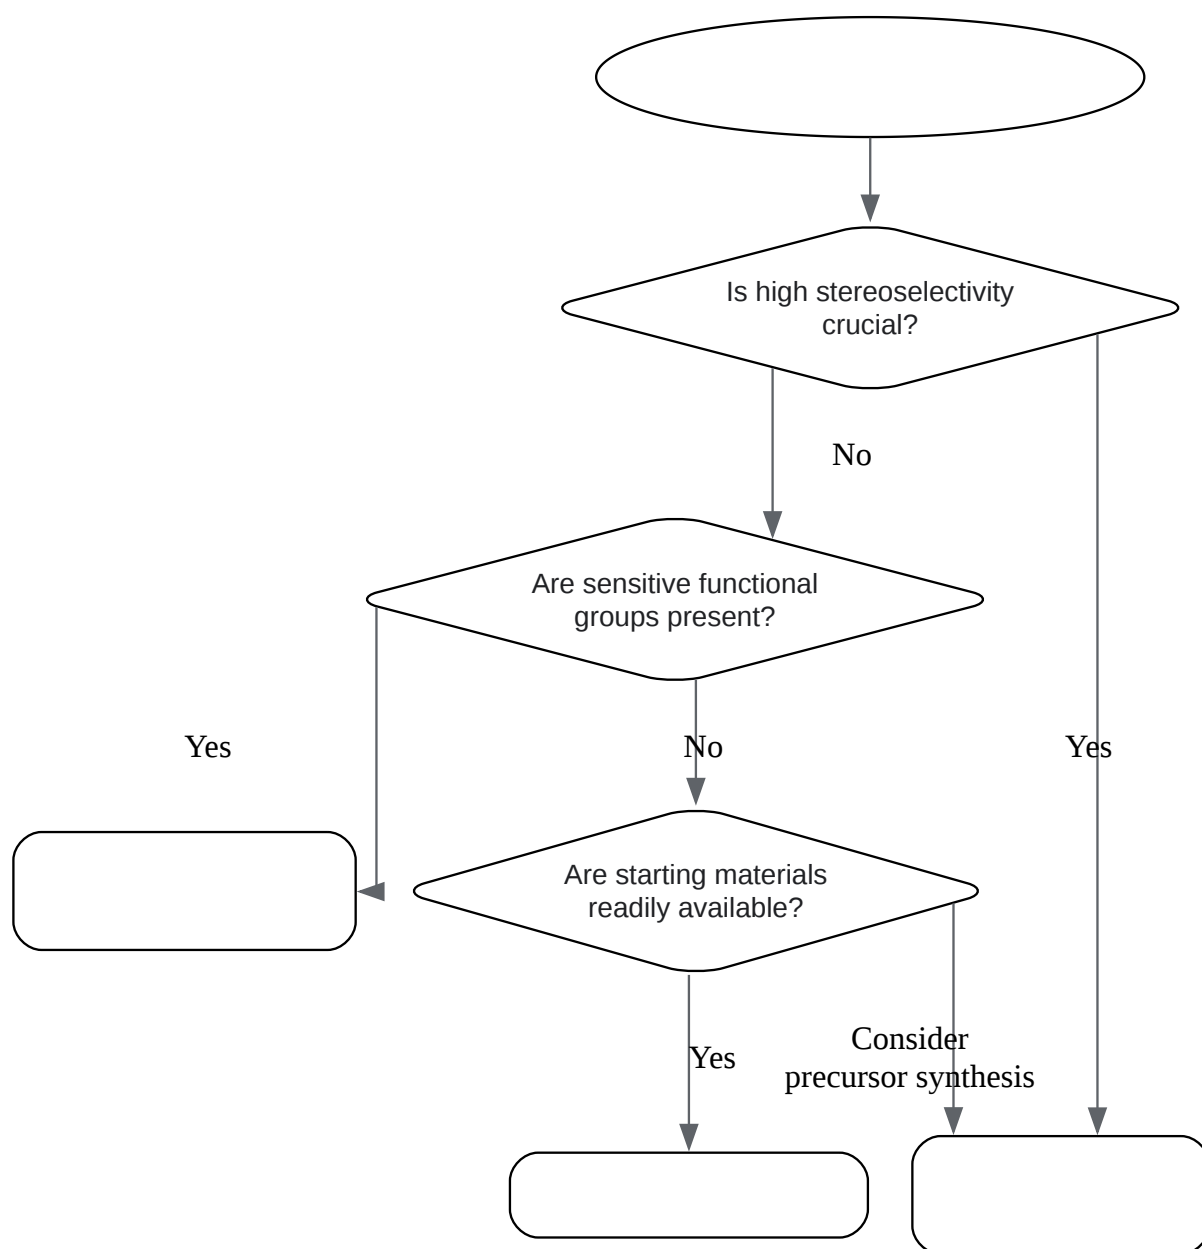 Is high stereoselectivity
crucial?
No
Are sensitive functional
groups present?
Yes
No
Yes
Are starting materials
readily available?
Yes
Consider
precursor synthesis